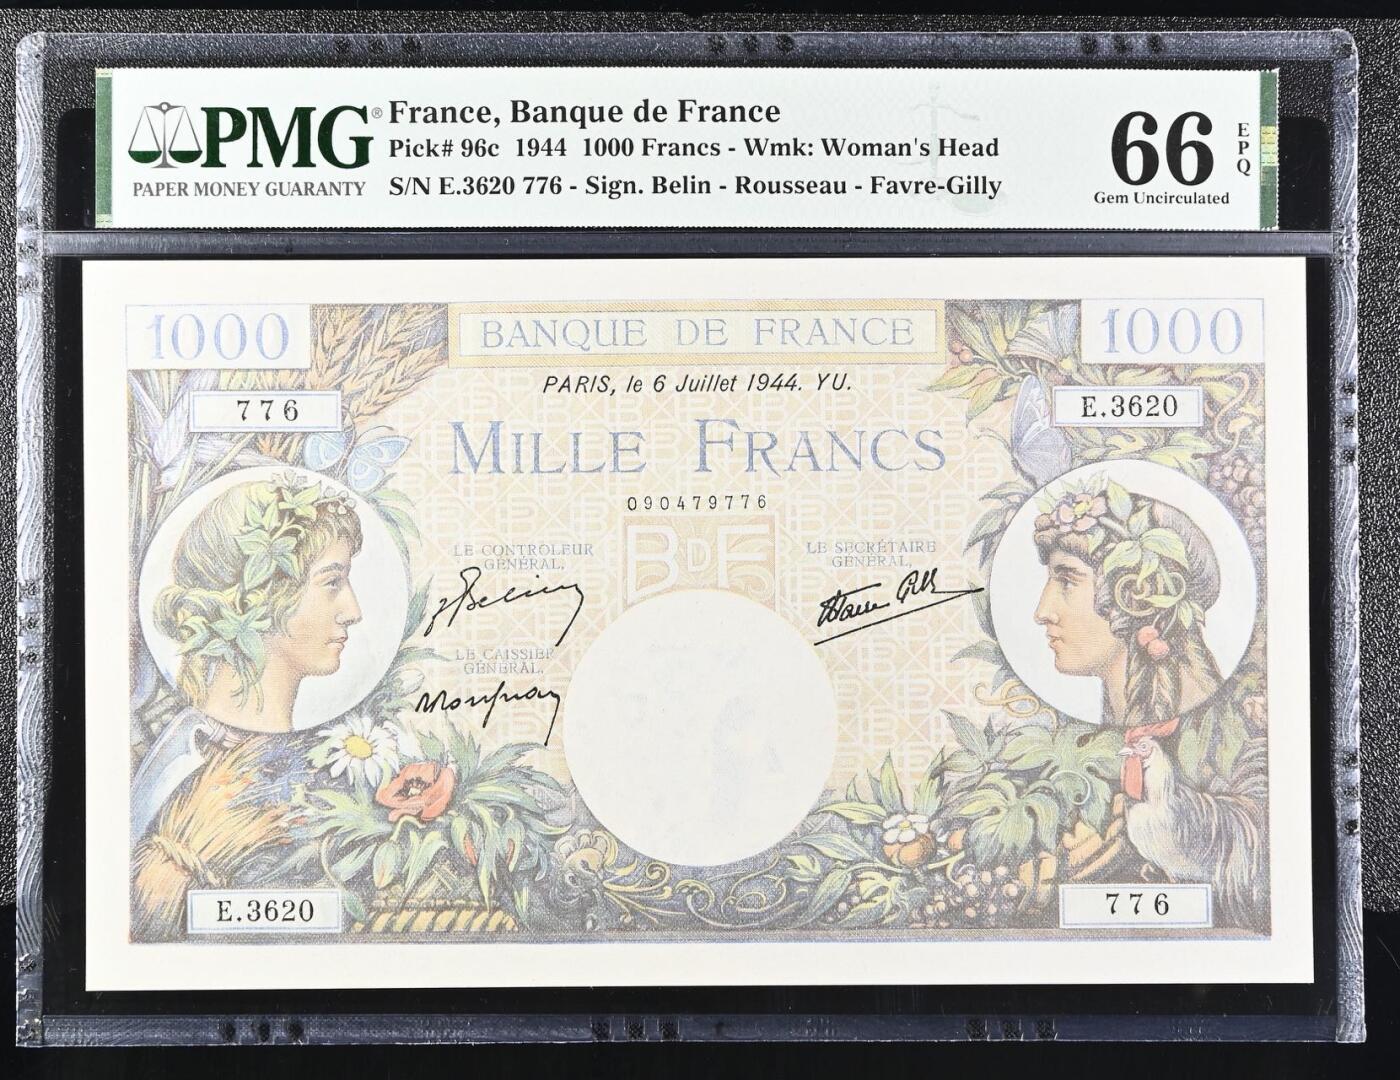 PMG®
PAPER MONEY GUARANTY
France, Banque de France
Pick# 96c 1944 1000 Francs - Wmk: Woman's Head
S/N E.3620 776 - Sign. Belin - Rousseau - Favre-Gilly
66
EPQ
Gem Uncirculated
1000
BANQUE DE FRANCE
1000
PARIS, le 6 Juillet 1944. YU.
776
E.3620
MILLE FRANCS
090479776
BDF
LE CONTRÔLEUR
GÉNÉRAL,
LE SECRÉTAIRE
GÉNÉRAL,
LE CAISSIER
GÉNÉRAL,
E.3620
776